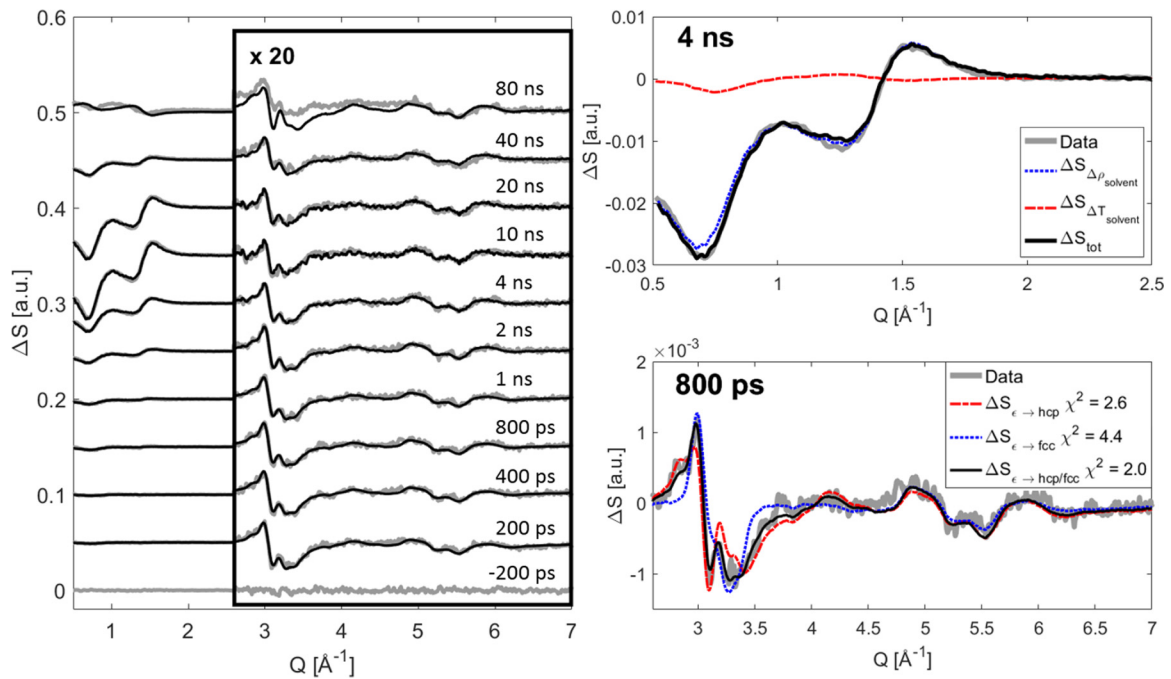 0.6
0.5
0.4
0.3
0.2
0.1
0
ΔS [a.u.]
x 20
80 ns
40 ns
20 ns
10 ns
4 ns
2 ns
1 ns
800 ps
400 ps
200 ps
-200 ps
1 2 3 4 5 6 7
Q [Å⁻¹]
0.01
0
-0.01
-0.02
-0.03
ΔS [a.u.]
4 ns
Data
ΔS_Δρ_solvent
ΔS_ΔT_solvent
ΔS_tot
0.5 1 1.5 2 2.5
Q [Å⁻¹]
×10⁻³
2
1
0
-1
ΔS [a.u.]
800 ps
Data
ΔS_ϵ → hcp χ² = 2.6
ΔS_ϵ → fcc χ² = 4.4
ΔS_ϵ → hcp/fcc χ² = 2.0
3 3.5 4 4.5 5 5.5 6 6.5 7
Q [Å⁻¹]